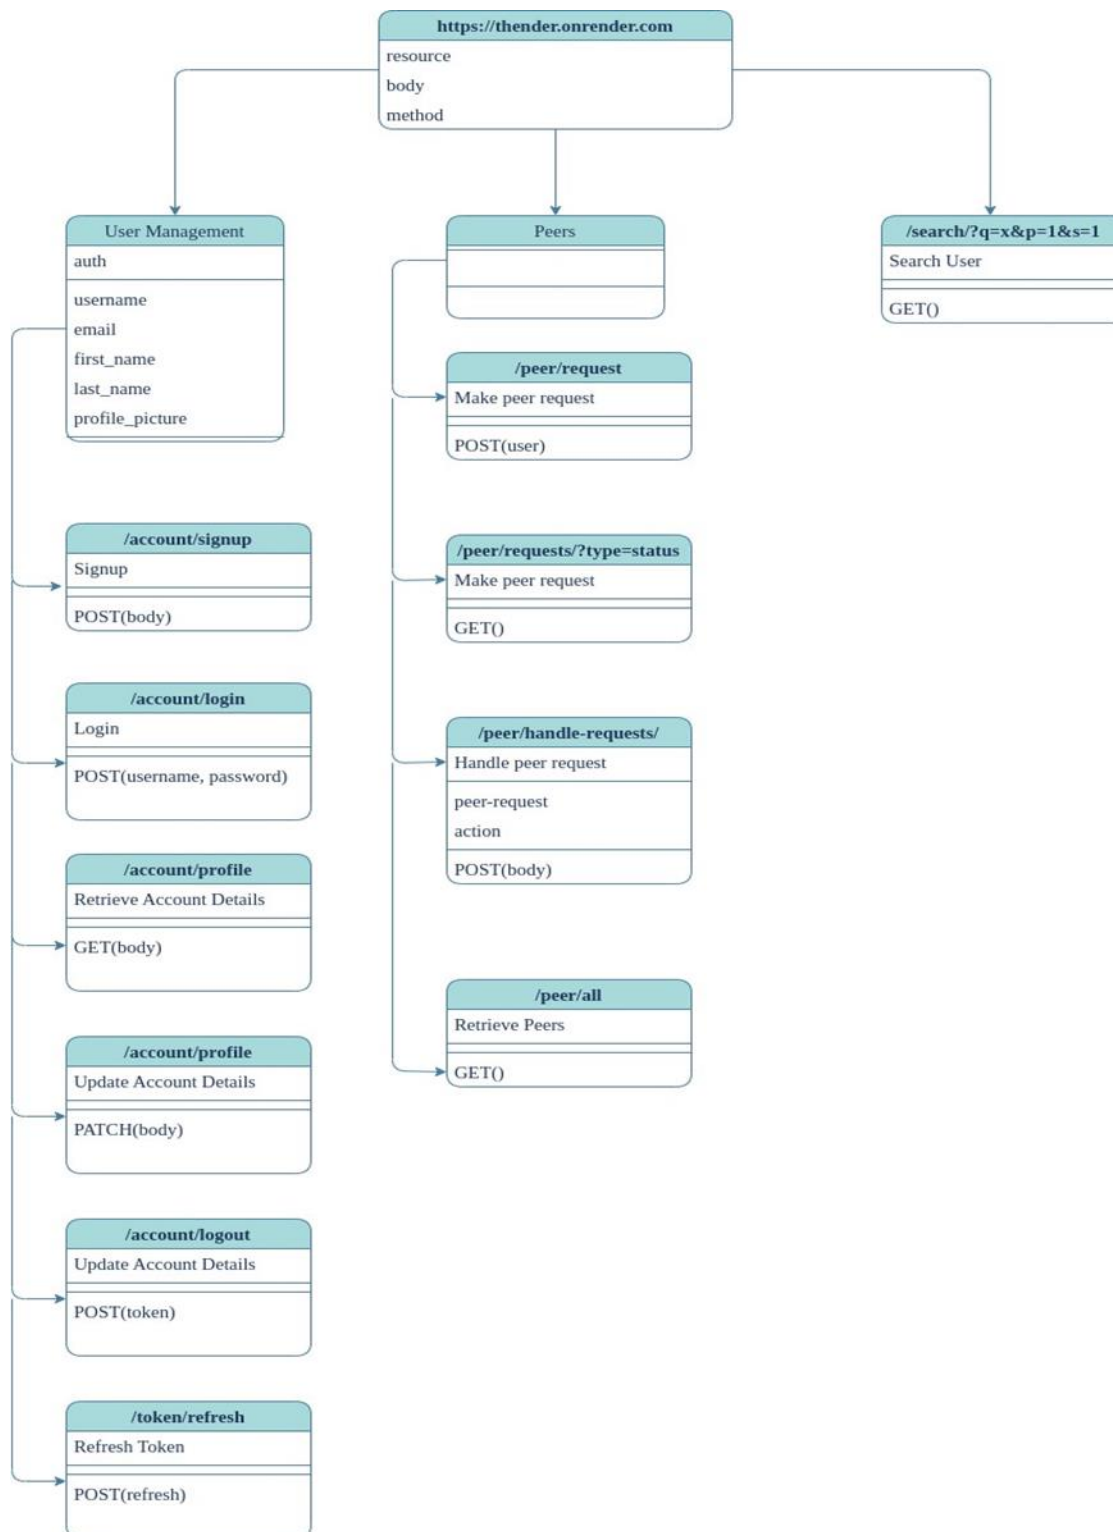 https://thender.onrender.com
resource
body
method
User Management
auth
username
email
first_name
last_name
profile_picture
/account/signup
Signup
POST(body)
/account/login
Login
POST(username, password)
/account/profile
Retrieve Account Details
GET(body)
/account/profile
Update Account Details
PATCH(body)
/account/logout
Update Account Details
POST(token)
/token/refresh
Refresh Token
POST(refresh)
Peers
/peer/request
Make peer request
POST(user)
/peer/requests/?type=status
Make peer request
GET()
/peer/handle-requests/
Handle peer request
peer-request
action
POST(body)
/peer/all
Retrieve Peers
GET()
/search/?q=x&p=1&s=1
Search User
GET()